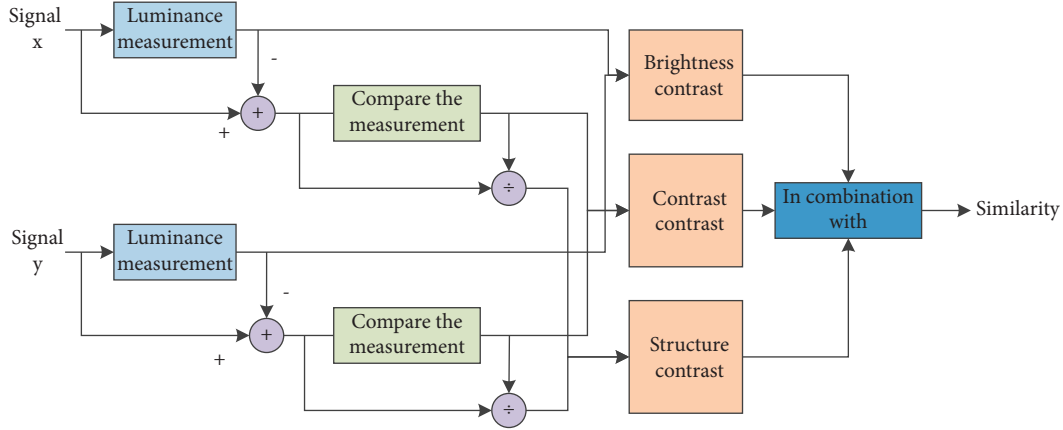 Signal
x
Luminance
measurement
-
+
+
Compare the
measurement
÷
Brightness
contrast
Signal
y
Luminance
measurement
-
+
+
Compare the
measurement
÷
Contrast
contrast
Structure
contrast
In combination
with
Similarity